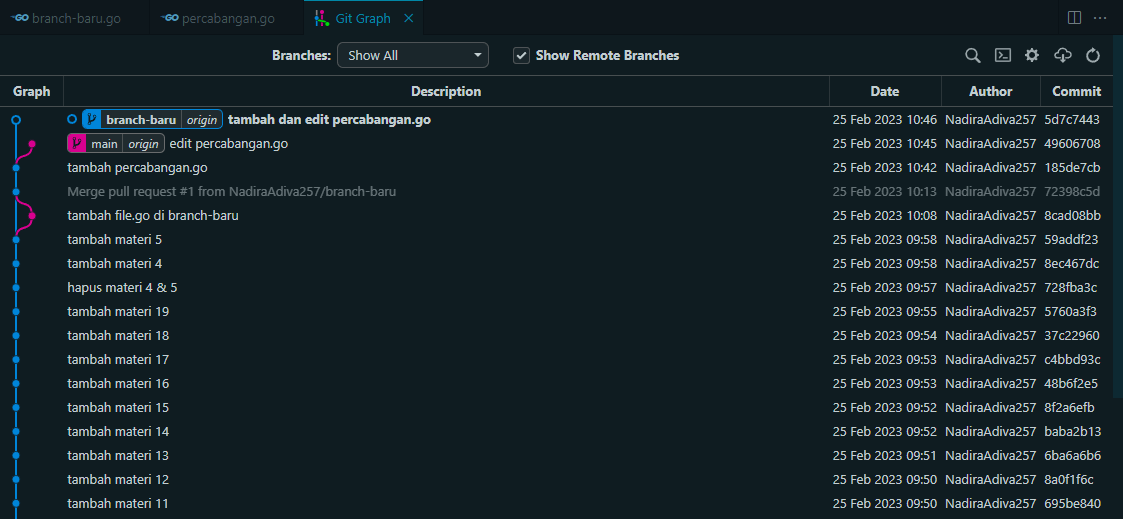 branch-baru.go percabangan.go Git Graph
Branches: Show All Show Remote Branches
Graph Description Date Author Commit
branch-baru origin tambah dan edit percabangan.go 25 Feb 2023 10:46 NadiraAdiva257 5d7c7443
main origin edit percabangan.go 25 Feb 2023 10:45 NadiraAdiva257 49606708
tambah percabangan.go 25 Feb 2023 10:42 NadiraAdiva257 185de7cb
Merge pull request #1 from NadiraAdiva257/branch-baru 25 Feb 2023 10:13 NadiraAdiva257 72398c5d
tambah file.go di branch-baru 25 Feb 2023 10:08 NadiraAdiva257 8cad08bb
tambah materi 5 25 Feb 2023 09:58 NadiraAdiva257 59addf23
tambah materi 4 25 Feb 2023 09:58 NadiraAdiva257 8ec467dc
hapus materi 4 & 5 25 Feb 2023 09:57 NadiraAdiva257 728fba3c
tambah materi 19 25 Feb 2023 09:55 NadiraAdiva257 5760a3f3
tambah materi 18 25 Feb 2023 09:54 NadiraAdiva257 37c22960
tambah materi 17 25 Feb 2023 09:53 NadiraAdiva257 c4bbd93c
tambah materi 16 25 Feb 2023 09:53 NadiraAdiva257 48b6f2e5
tambah materi 15 25 Feb 2023 09:52 NadiraAdiva257 8f2a6efb
tambah materi 14 25 Feb 2023 09:52 NadiraAdiva257 baba2b13
tambah materi 13 25 Feb 2023 09:51 NadiraAdiva257 6ba6a6b6
tambah materi 12 25 Feb 2023 09:50 NadiraAdiva257 8a0f1f6c
tambah materi 11 25 Feb 2023 09:50 NadiraAdiva257 695be840